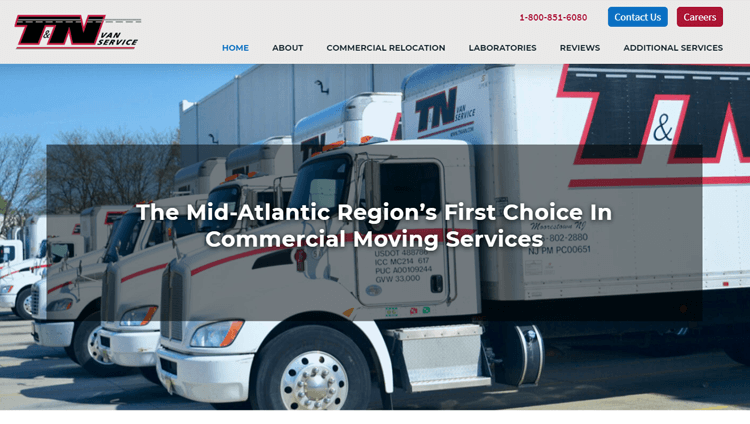 T&N VAN
SERVICE
1-800-851-6080
Contact Us
Careers
HOME
ABOUT
COMMERCIAL RELOCATION
LABORATORIES
REVIEWS
ADDITIONAL SERVICES
TN VAN
SERVICE
T&N
The Mid-Atlantic Region’s First Choice In
Commercial Moving Services
Morristown NJ
802-2880
NJ PM PC00651
USDOT
ICC MC214 617
PUC A00109244
GVW 33,000